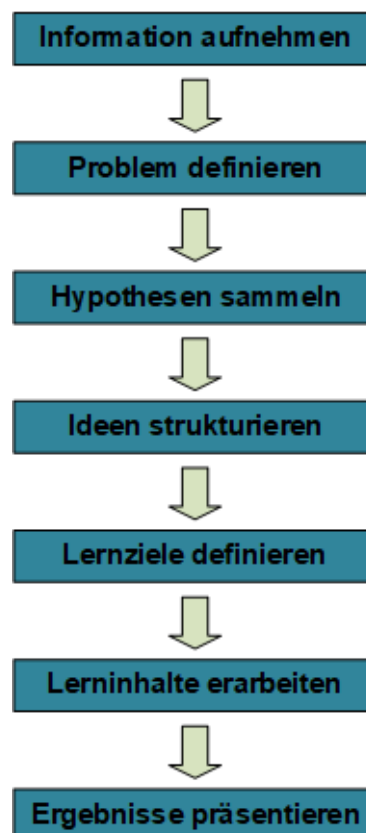 Information aufnehmen
Problem definieren
Hypothesen sammeln
Ideen strukturieren
Lernziele definieren
Lerninhalte erarbeiten
Ergebnisse präsentieren